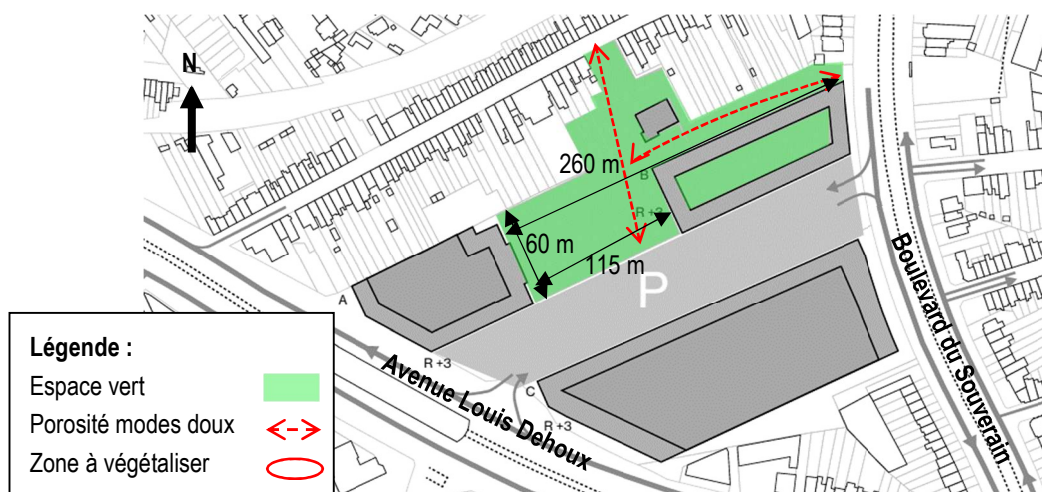 N
260 m
B
R +3
60 m
115 m
P
A
R +3
Avenue Louis Dehoux
C
R +3
Boulevard du Souverain
Légende :
Espace vert
Porosité modes doux
Zone à végétaliser